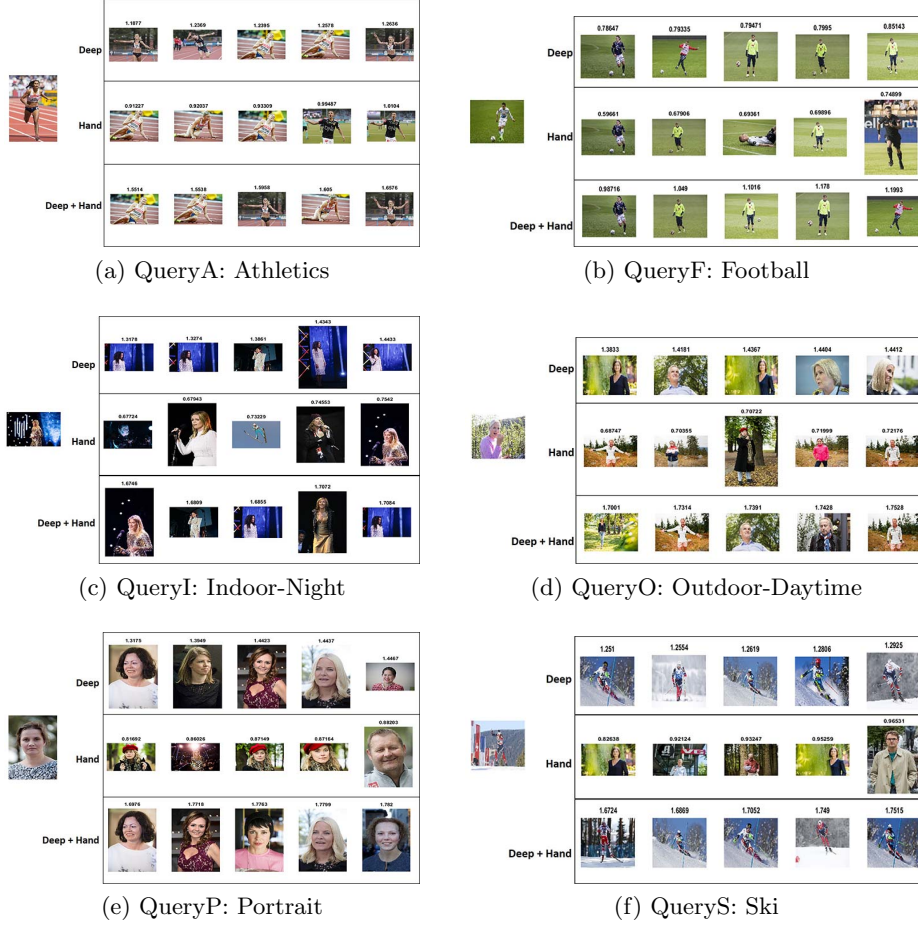 1.1877 1.2369 1.2395 1.2578 1.2636
Deep
0.91227 0.92037 0.93309 0.99487 1.0104
Hand
1.5514 1.5538 1.5958 1.605 1.6576
Deep + Hand
(a) QueryA: Athletics
0.78647 0.79335 0.79471 0.7995 0.85143
Deep
0.59661 0.67906 0.69361 0.69896 0.74899
Hand
0.98716 1.049 1.1016 1.178 1.1993
Deep + Hand
(b) QueryF: Football
1.3178 1.3274 1.3861 1.4343 1.4433
Deep
0.67724 0.67943 0.73229 0.74553 0.7542
Hand
1.6746 1.6809 1.6855 1.7072 1.7084
Deep + Hand
(c) QueryI: Indoor-Night
1.3833 1.4181 1.4367 1.4404 1.4412
Deep
0.68747 0.70355 0.70722 0.71999 0.72176
Hand
1.7001 1.7314 1.7391 1.7428 1.7528
Deep + Hand
(d) QueryO: Outdoor-Daytime
1.3175 1.3949 1.4423 1.4437 1.4467
Deep
0.81692 0.86026 0.87149 0.87164 0.88203
Hand
1.6976 1.7718 1.7763 1.7799 1.782
Deep + Hand
(e) QueryP: Portrait
1.251 1.2554 1.2619 1.2806 1.2925
Deep
0.82638 0.92124 0.93247 0.95259 0.96531
Hand
1.6724 1.6869 1.7052 1.749 1.7515
Deep + Hand
(f) QueryS: Ski